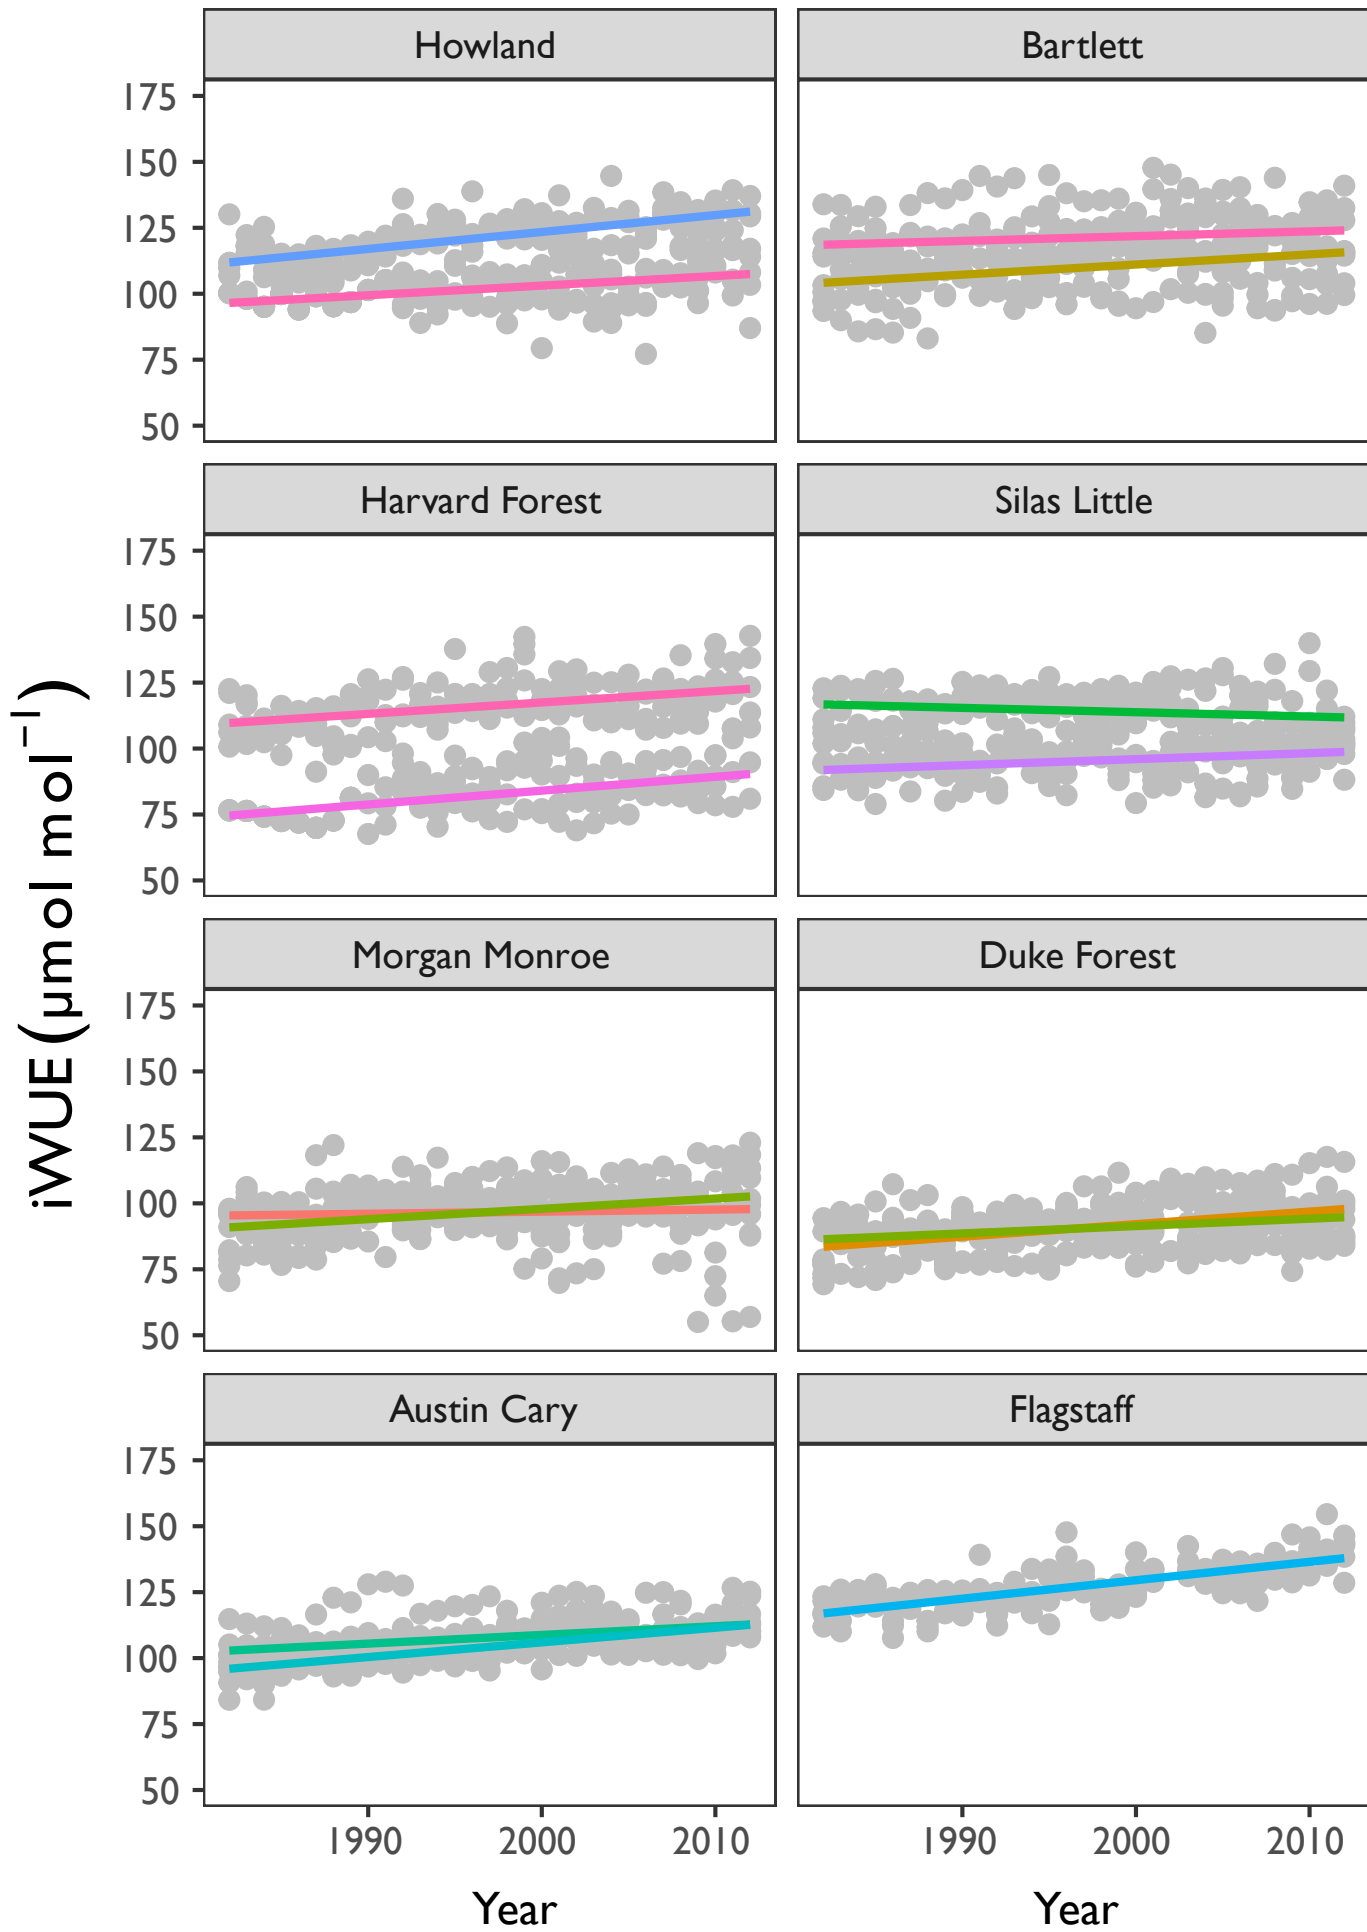 Howland
Bartlett
175
150
125
100
75
50
Harvard Forest
Silas Little
175
150
125
100
75
50
iWUE (μmol mol⁻¹)
Morgan Monroe
Duke Forest
175
150
125
100
75
50
Austin Cary
Flagstaff
175
150
125
100
75
50
1990 2000 2010
1990 2000 2010
Year
Year